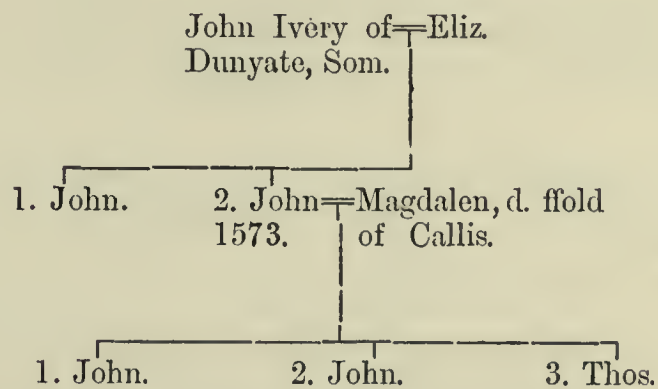 John Ivery of=Eliz.
Dunyate, Som.
1. John. 2. John=Magdalen, d. ffold
1573. of Callis.
1. John. 2. John. 3. Thos.